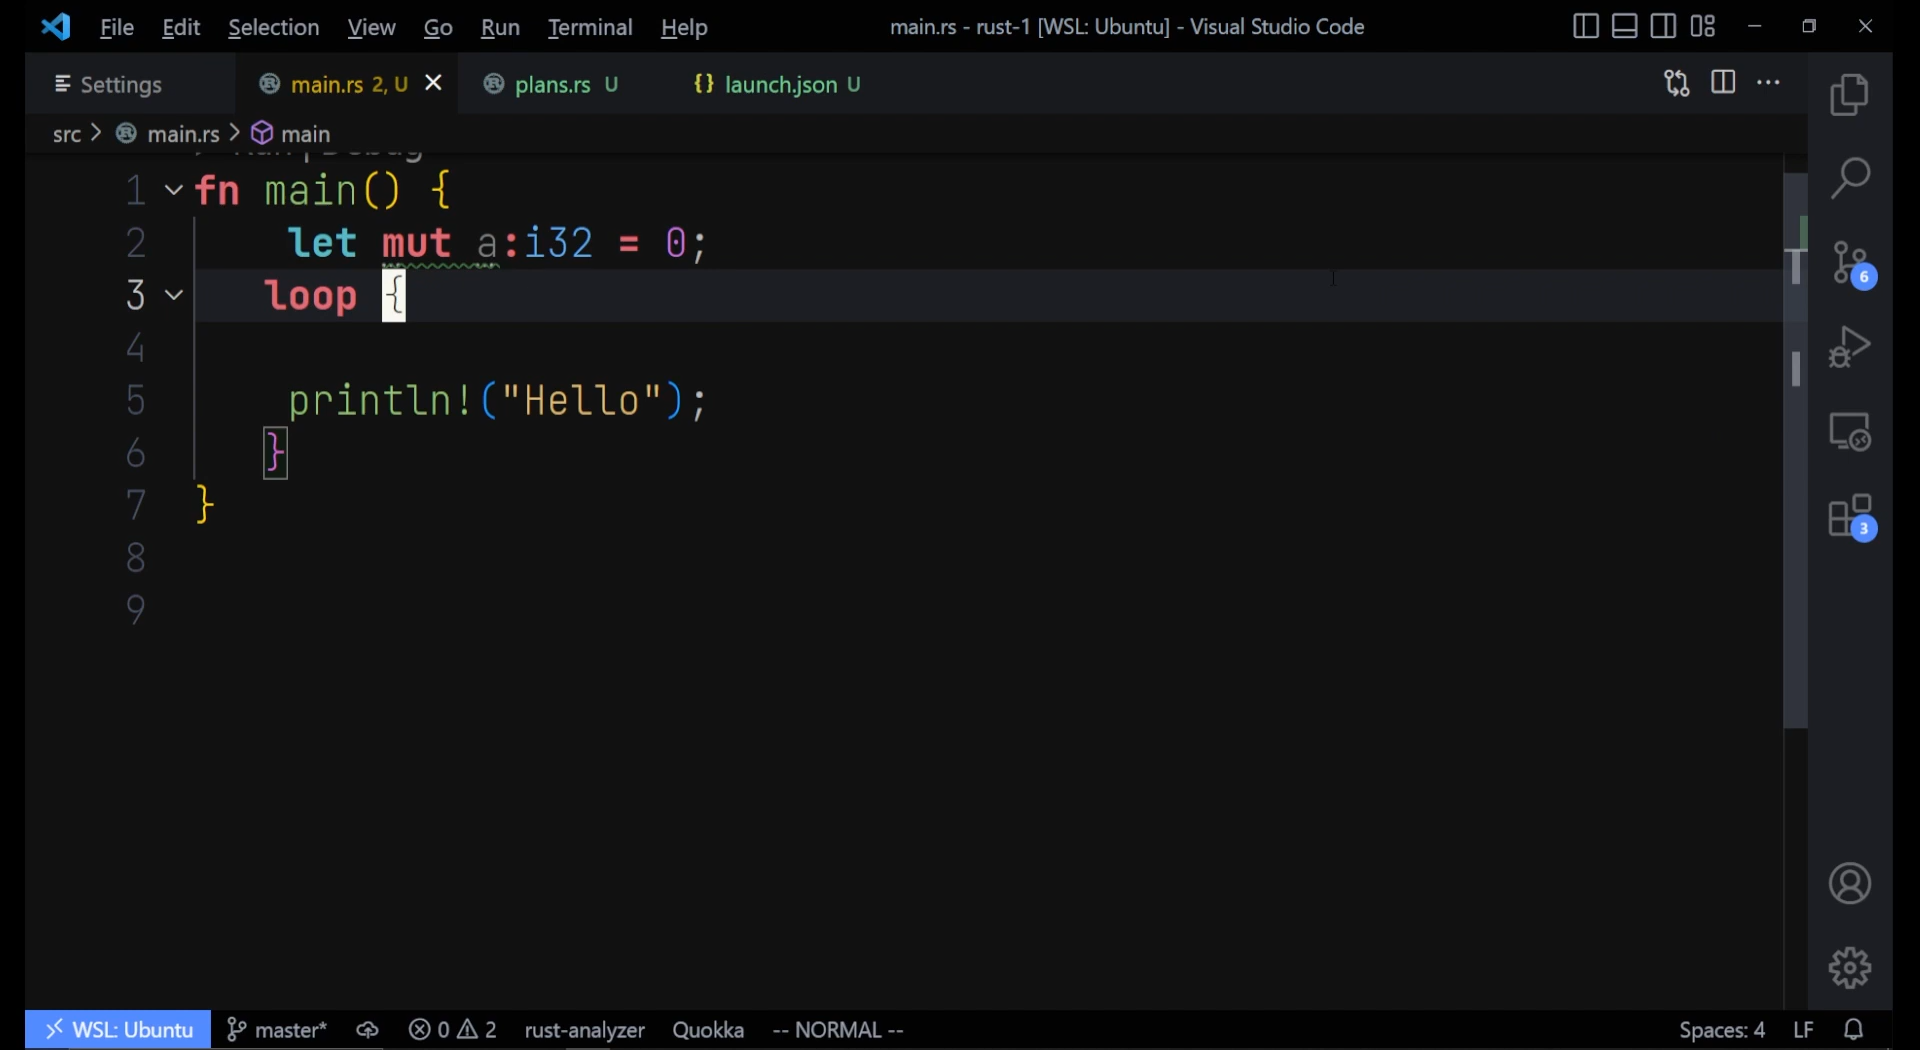 File Edit Selection View Go Run Terminal Help main.rs - rust-1 [WSL: Ubuntu] - Visual Studio Code
Settings main.rs 2, U plans.rs U {} launch.json U
src > main.rs > main
Run | Debug
1 fn main() {
2 let mut a:i32 = 0;
3 loop {
4
5 println!("Hello");
6 }
7 }
8
9
6
3
WSL: Ubuntu master* 0 2 rust-analyzer Quokka -- NORMAL -- Spaces: 4 LF